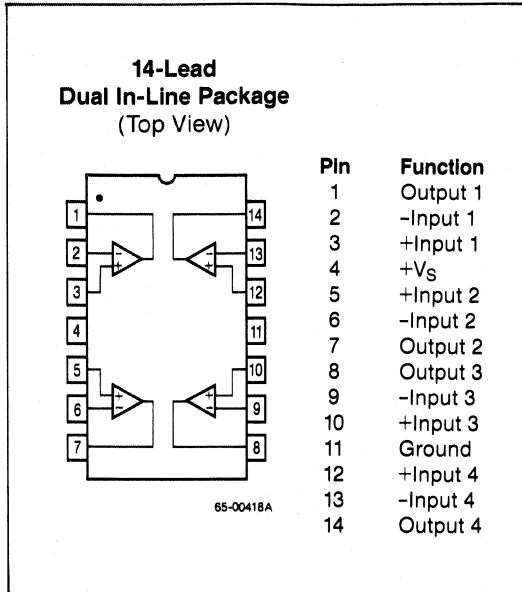 14-Lead
Dual In-Line Package
(Top View)
1
2
3
4
5
6
7
14
13
12
11
10
9
8
−
+
−
+
+
−
+
−
65-00418A
Pin Function
1 Output 1
2 −Input 1
3 +Input 1
4 +VS
5 +Input 2
6 −Input 2
7 Output 2
8 Output 3
9 −Input 3
10 +Input 3
11 Ground
12 +Input 4
13 −Input 4
14 Output 4